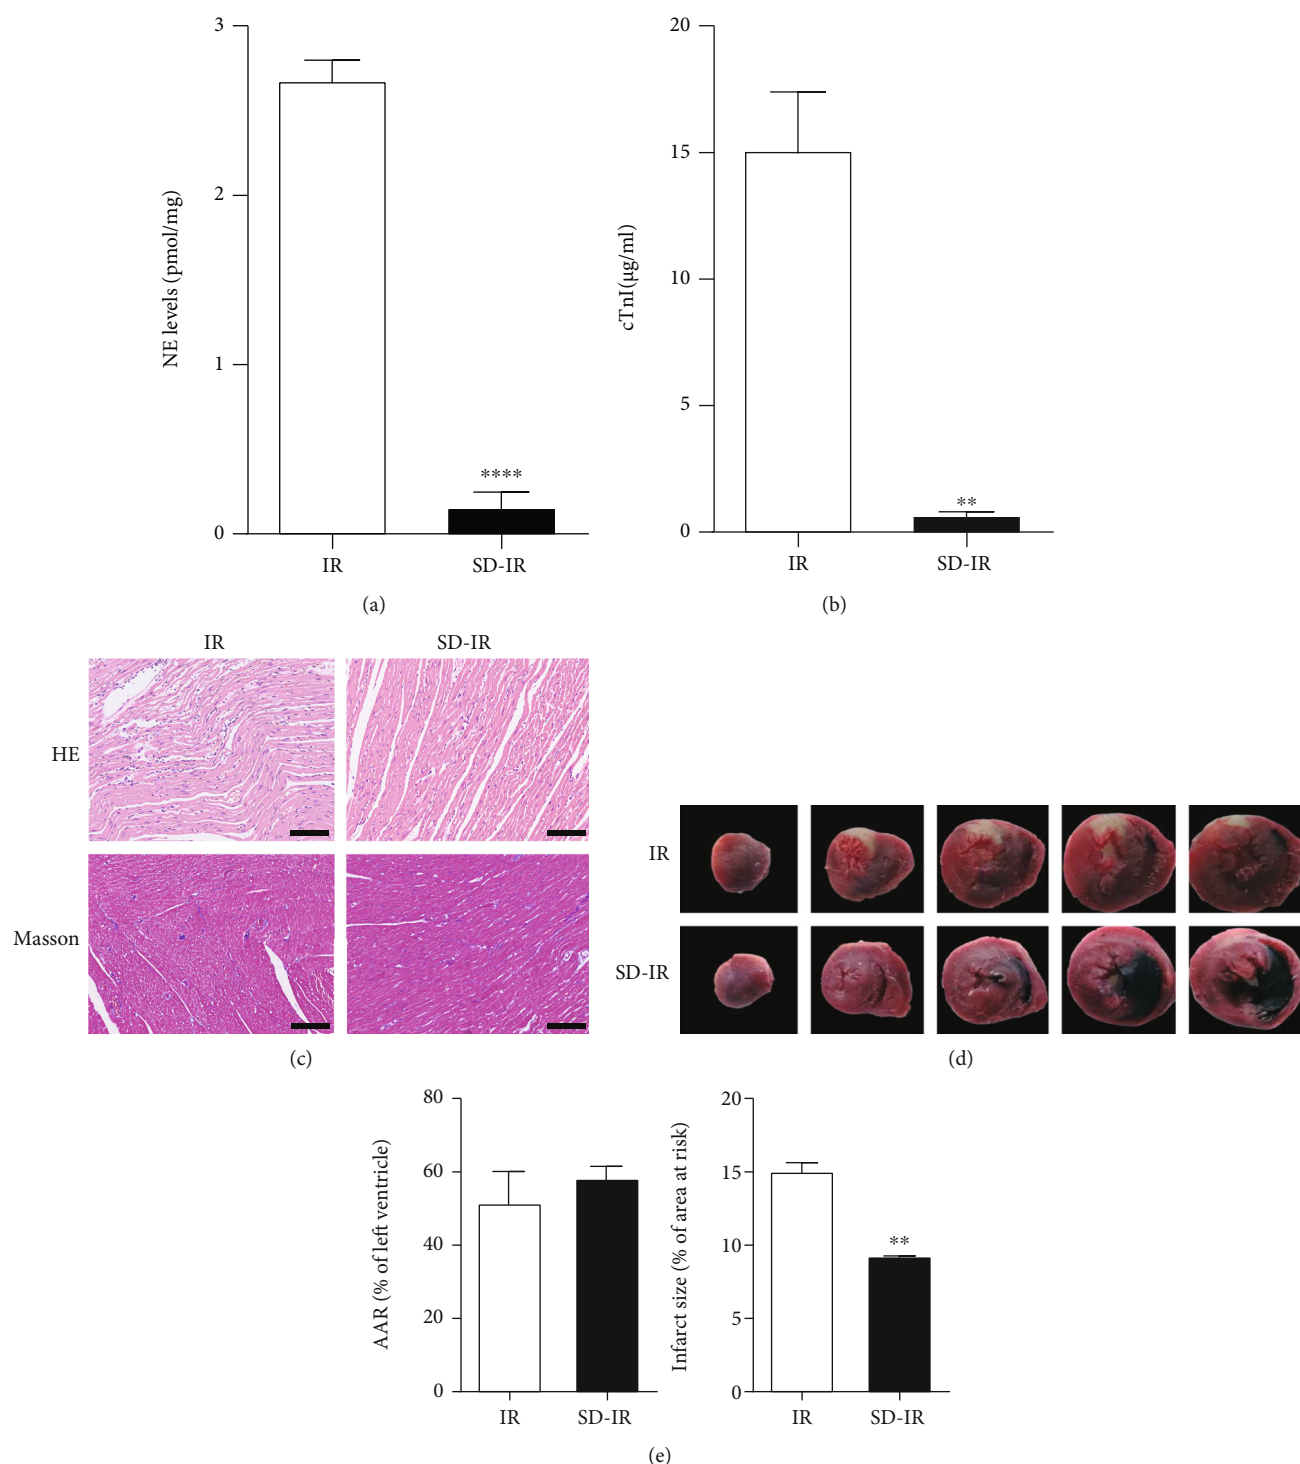 3
2
1
0
NE levels (pmol/mg)
****
IR
SD-IR
(a)
20
15
10
5
0
cTnI(μg/ml)
**
IR
SD-IR
(b)
IR
SD-IR
HE
Masson
(c)
IR
SD-IR
(d)
80
60
40
20
0
AAR (% of left ventricle)
IR
SD-IR
20
15
10
5
0
Infarct size (% of area at risk)
**
IR
SD-IR
(e)